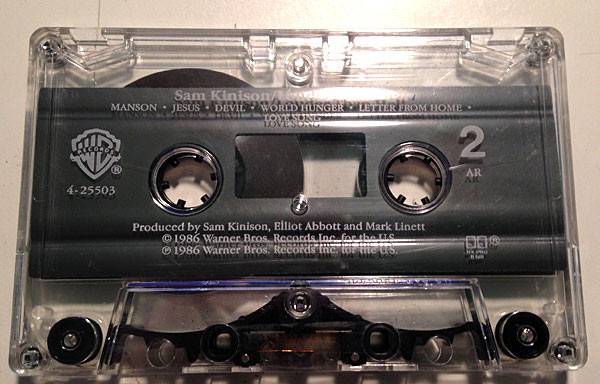 Sam Kinison/
MANSON • JESUS • DEVIL • WORLD HUNGER • LETTER FROM HOME •
LOVE SONG
2
AR
WB
RECORDS
®
4-25503
Produced by Sam Kinison, Elliot Abbott and Mark Linett
©1986 Warner Bros. Records Inc. for the U.S.
℗1986 Warner Bros. Records Inc. for the U.S.
®